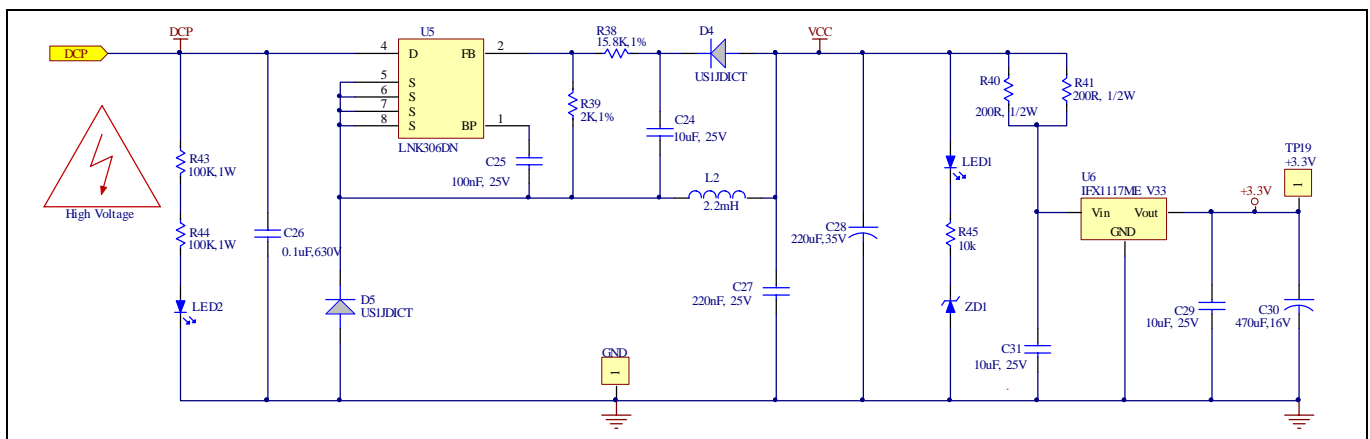 DCP
DCP
High Voltage
R43
100K,1W
R44
100K,1W
LED2
C26
0.1uF,630V
U5
4
D
FB
2
5
S
6
S
7
S
8
S
BP
1
LNK306DN
D5
US1JDICT
C25
100nF, 25V
R38
15.8K,1%
R39
2K,1%
C24
10uF, 25V
D4
US1JDICT
L2
2.2mH
VCC
C27
220nF, 25V
C28
220uF,35V
GND
1
LED1
R45
10k
ZD1
R40
200R, 1/2W
R41
200R, 1/2W
C31
10uF, 25V
U6
IFX1117ME V33
Vin
Vout
GND
+3.3V
TP19
+3.3V
1
C29
10uF, 25V
C30
470uF,16V